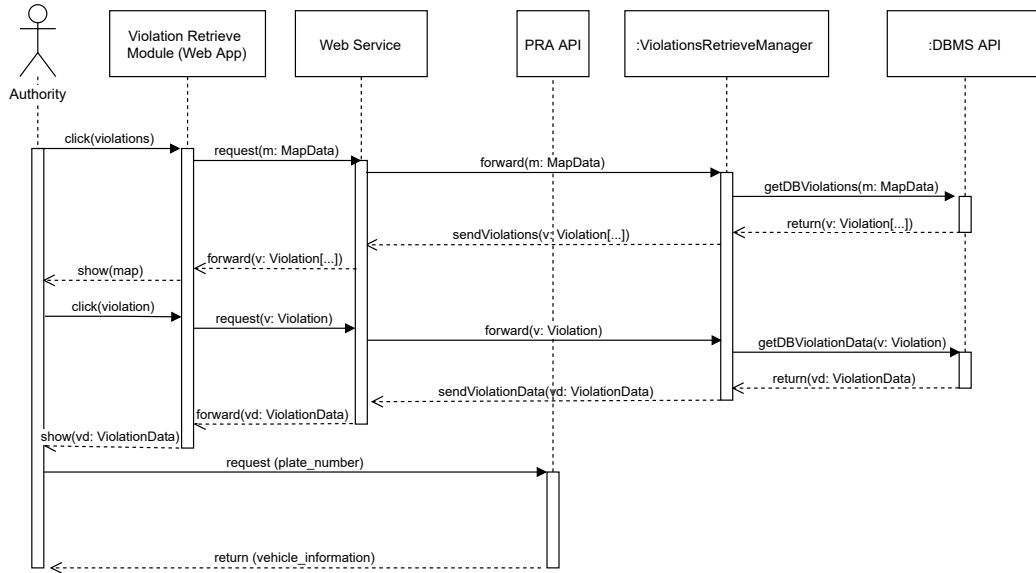 Violation Retrieve
Module (Web App)
Web Service
PRA API
:ViolationsRetrieveManager
:DBMS API
Authority
click(violations)
request(m: MapData)
forward(m: MapData)
getDBViolations(m: MapData)
return(v: Violation[...])
sendViolations(v: Violation[...])
forward(v: Violation[...])
show(map)
click(violation)
request(v: Violation)
forward(v: Violation)
getDBViolationData(v: Violation)
return(vd: ViolationData)
sendViolationData(vd: ViolationData)
forward(vd: ViolationData)
show(vd: ViolationData)
request (plate_number)
return (vehicle_information)